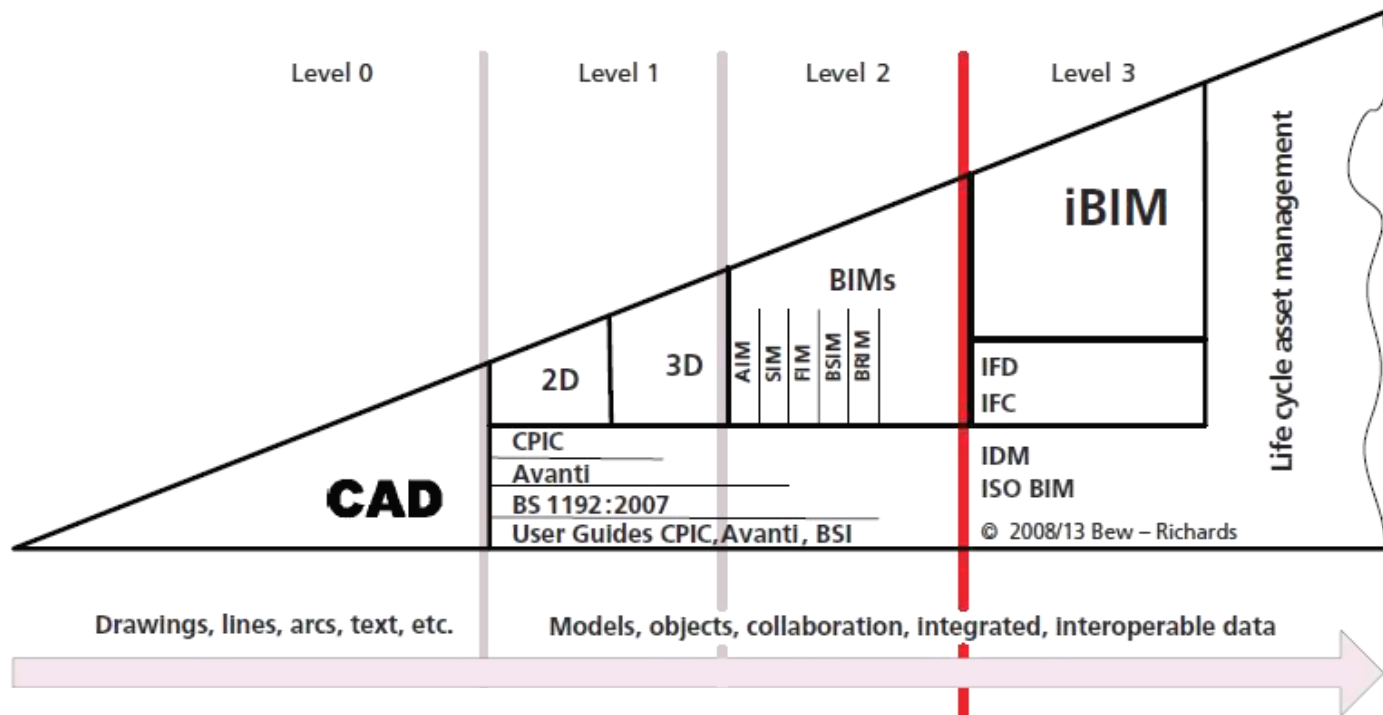 Level 0
Level 1
Level 2
Level 3
iBIM
Life cycle asset management
BIMs
2D
3D
AIM
SIM
FIM
BSIM
BRIM
IFD
IFC
CAD
CPIC
Avanti
BS 1192:2007
User Guides CPIC, Avanti, BSI
IDM
ISO BIM
© 2008/13 Bew – Richards
Drawings, lines, arcs, text, etc.
Models, objects, collaboration, integrated, interoperable data